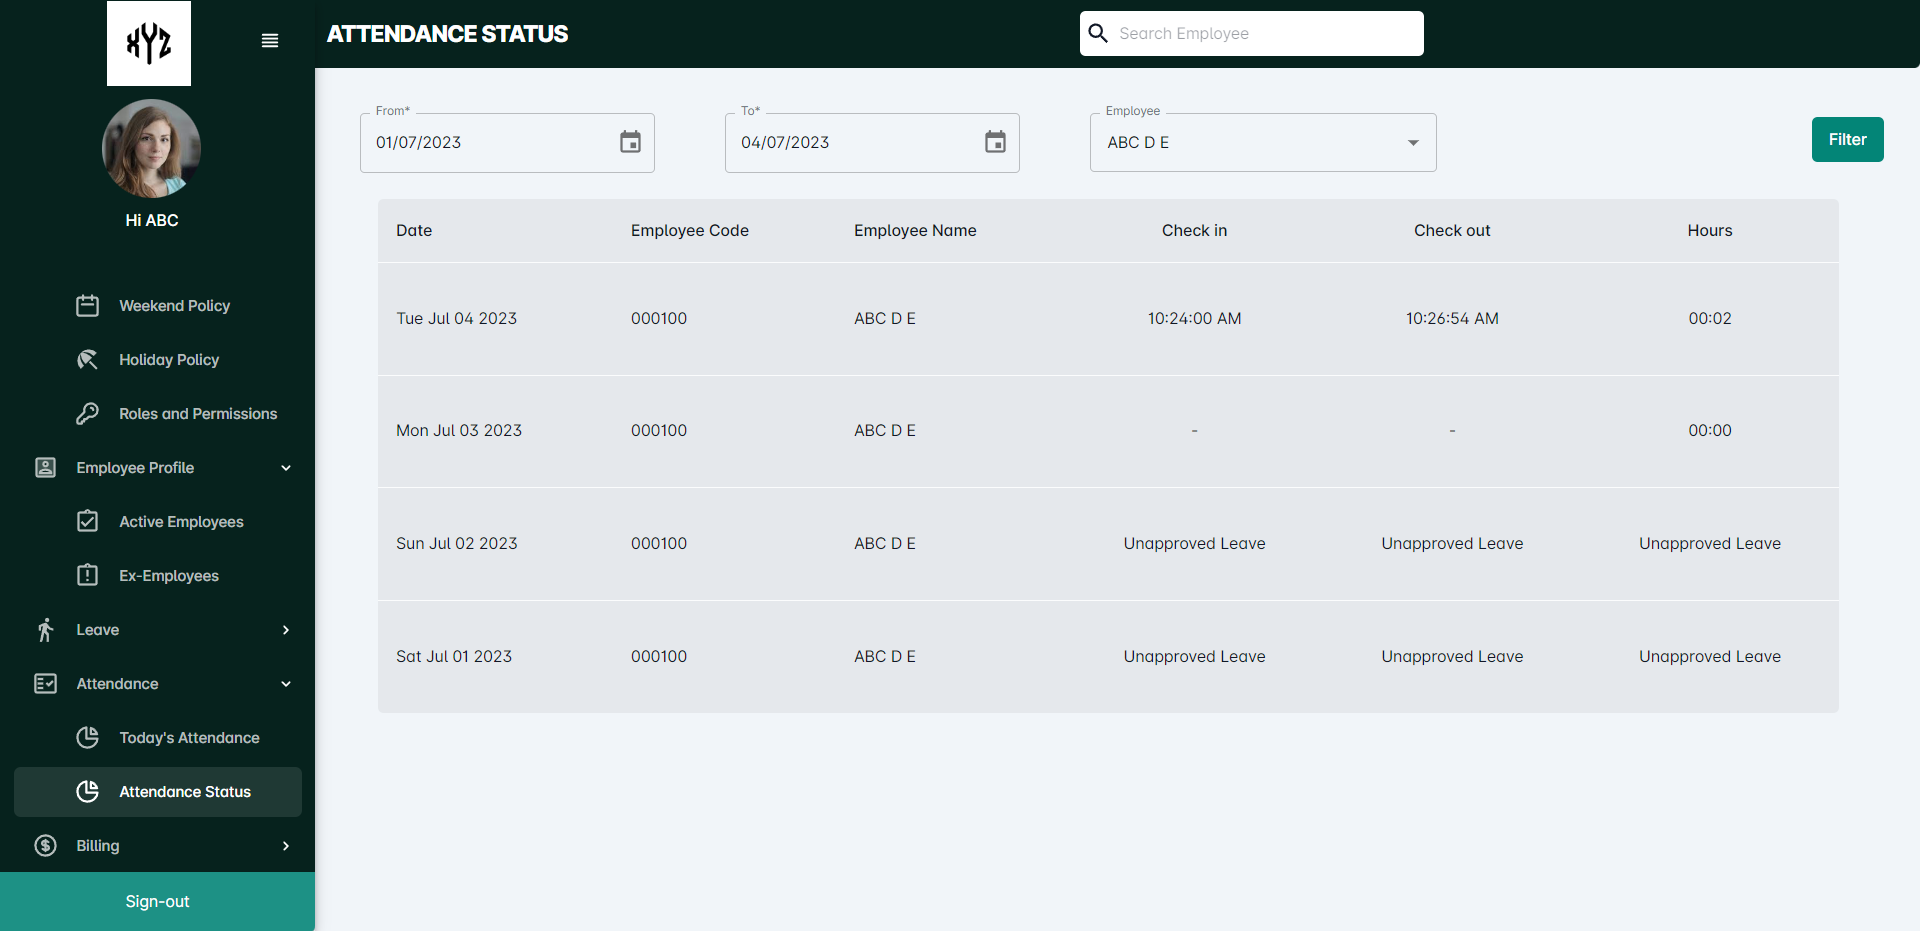 XYZ
Hi ABC
Weekend Policy
Holiday Policy
Roles and Permissions
Employee Profile
Active Employees
Ex-Employees
Leave
Attendance
Today's Attendance
Attendance Status
Billing
Sign-out
ATTENDANCE STATUS
Search Employee
From* To* Employee
01/07/2023 04/07/2023 ABC D E Filter
Date Employee Code Employee Name Check in Check out Hours
Tue Jul 04 2023 000100 ABC D E 10:24:00 AM 10:26:54 AM 00:02
Mon Jul 03 2023 000100 ABC D E - - 00:00
Sun Jul 02 2023 000100 ABC D E Unapproved Leave Unapproved Leave Unapproved Leave
Sat Jul 01 2023 000100 ABC D E Unapproved Leave Unapproved Leave Unapproved Leave